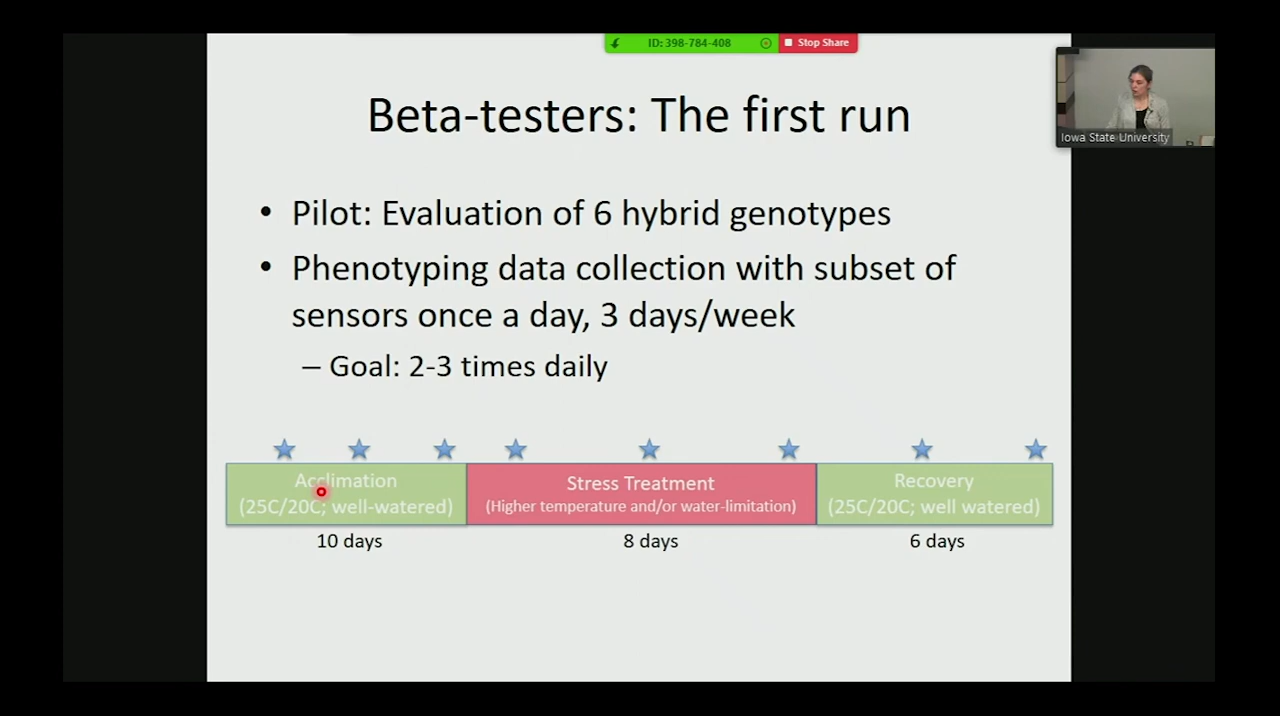 ID: 398-784-408
Stop Share
Iowa State University
Beta-testers: The first run
• Pilot: Evaluation of 6 hybrid genotypes
• Phenotyping data collection with subset of
sensors once a day, 3 days/week
– Goal: 2-3 times daily
Acclimation
(25C/20C; well-watered)
10 days
Stress Treatment
(Higher temperature and/or water-limitation)
8 days
Recovery
(25C/20C; well watered)
6 days